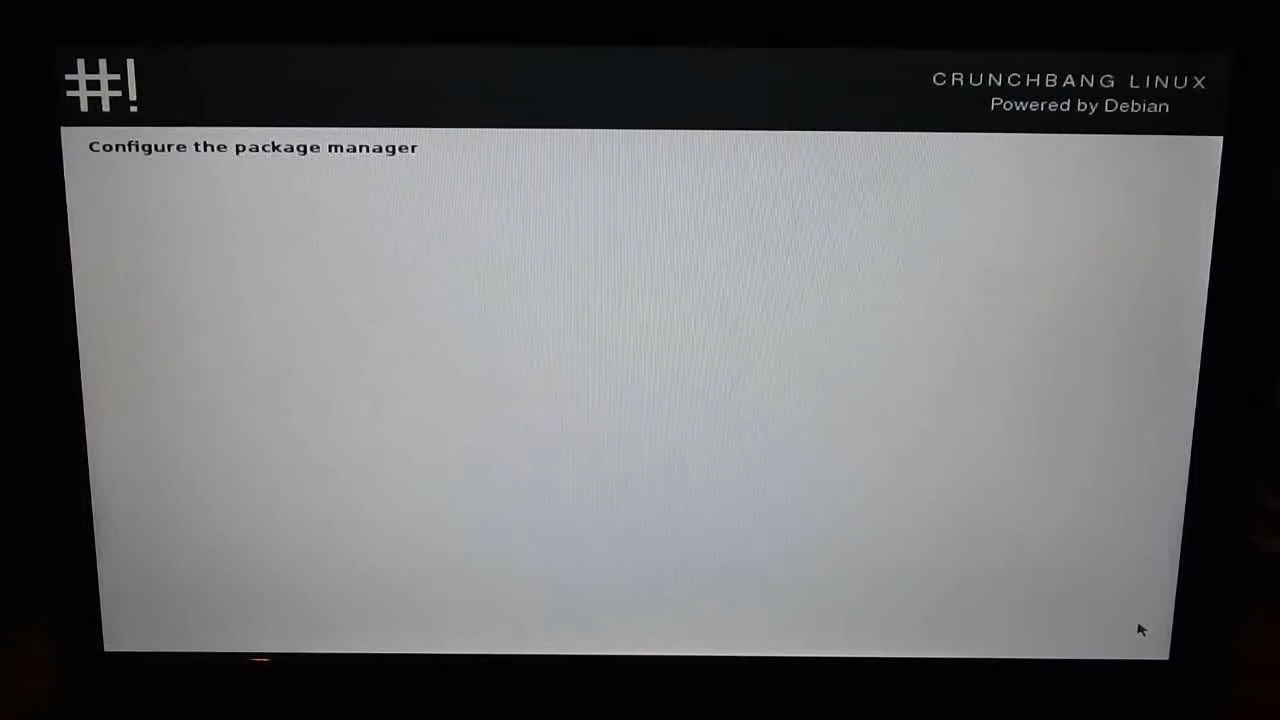 #!
CRUNCHBANG LINUX
Powered by Debian
Configure the package manager